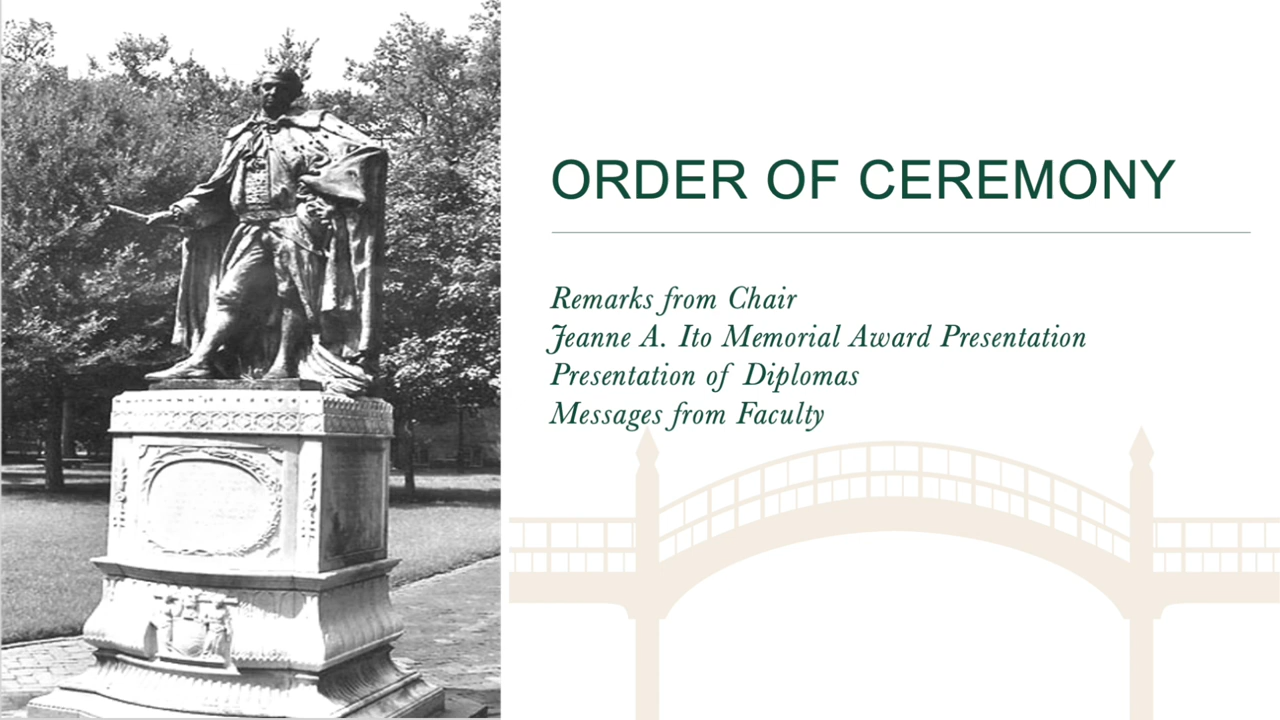 ORDER OF CEREMONY
Remarks from Chair
Jeanne A. Ito Memorial Award Presentation
Presentation of Diplomas
Messages from Faculty